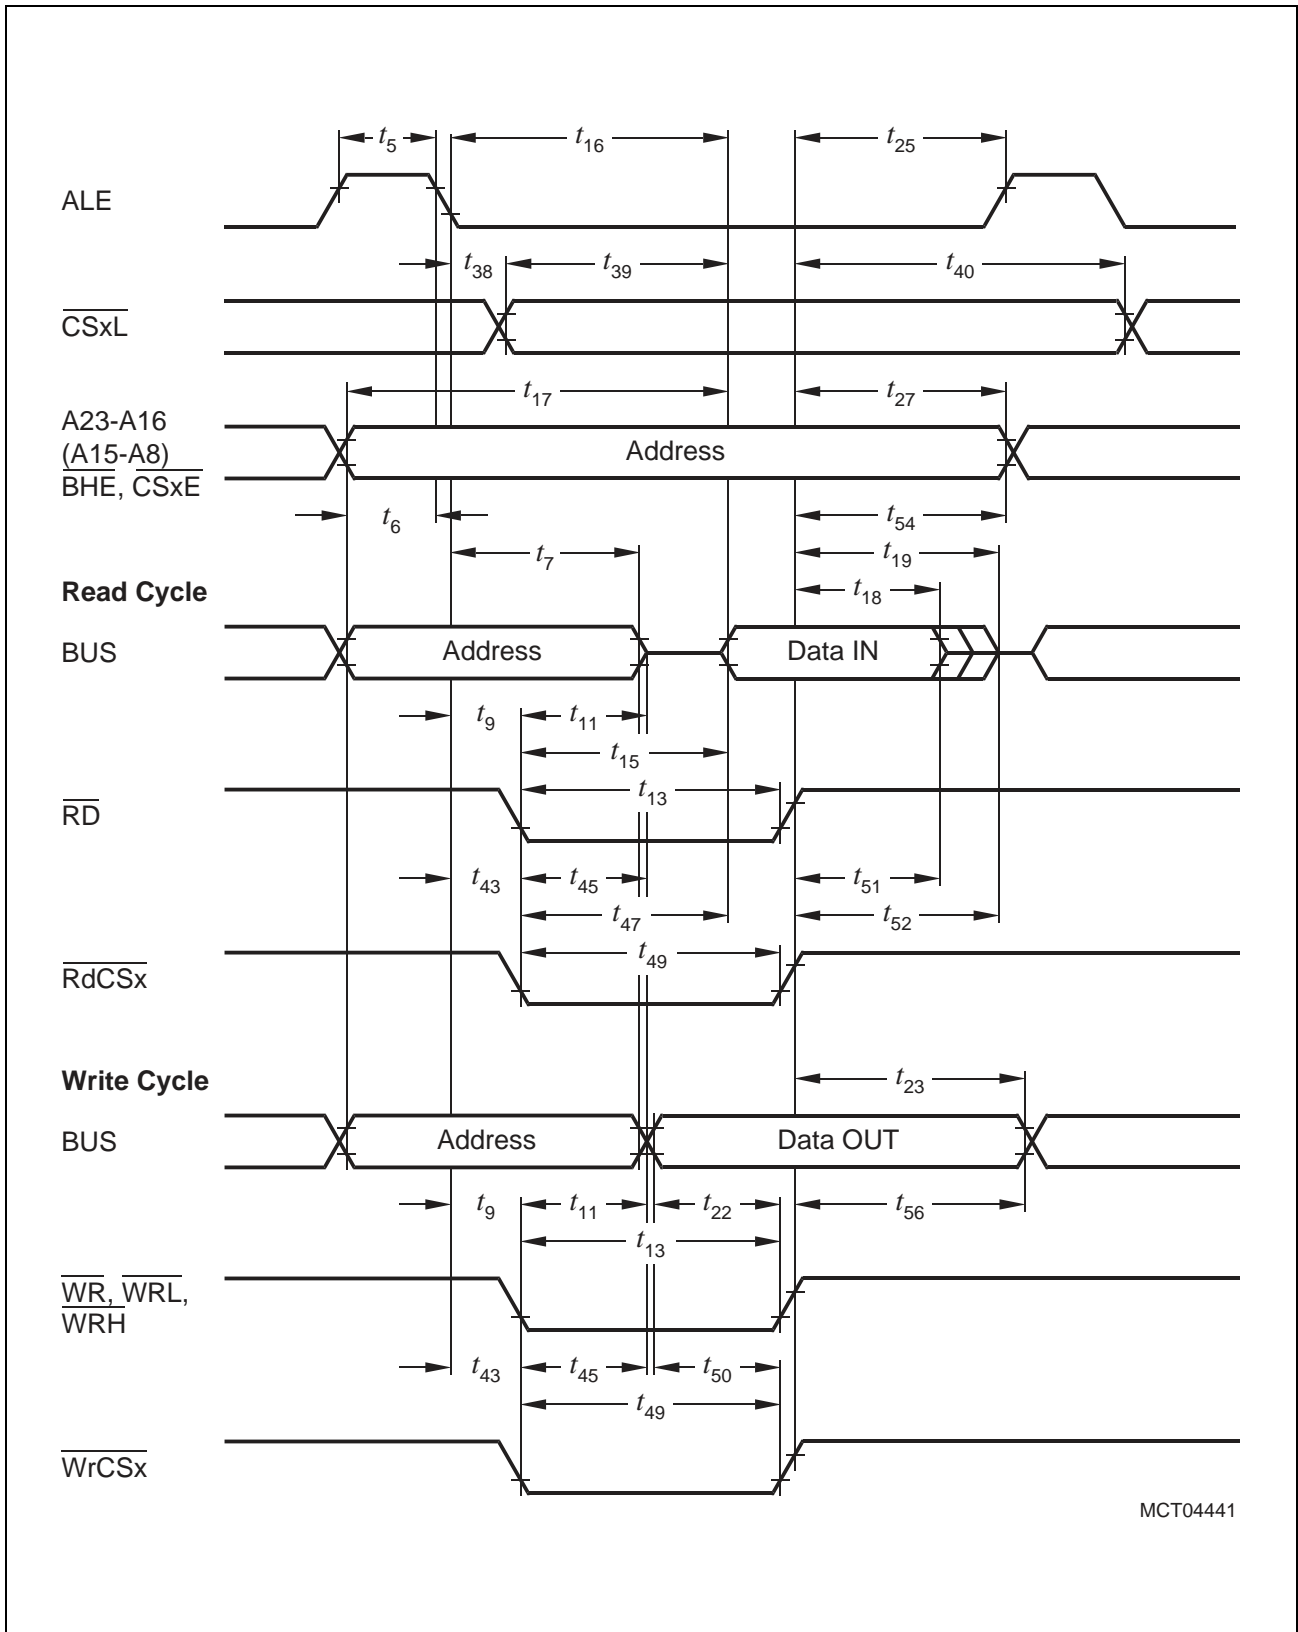 t5 t16 t25
ALE
t38 t39 t40
CSxL
t17 t27
A23-A16
(A15-A8)
BHE, CSxE
Address
t6 t54
t7 t19
Read Cycle
t18
BUS Address Data IN
t9 t11
t15
t13
RD
t43 t45 t51
t47 t52
t49
RdCSx
Write Cycle
t23
BUS Address Data OUT
t9 t11 t22 t56
t13
WR, WRL,
WRH
t43 t45 t50
t49
WrCSx
MCT04441